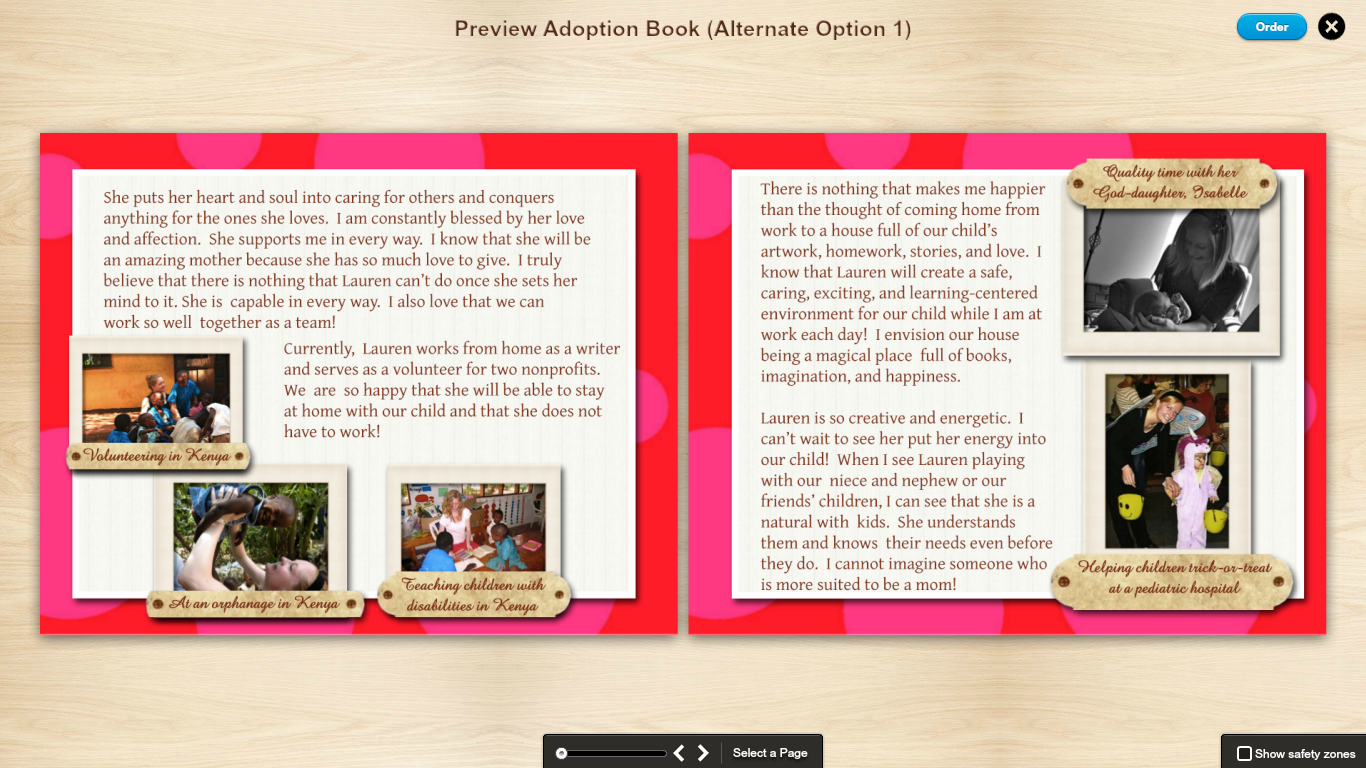 Preview Adoption Book (Alternate Option 1)
Order
She puts her heart and soul into caring for others and conquers
anything for the ones she loves.  I am constantly blessed by her love
and affection.  She supports me in every way.  I know that she will be
an amazing mother because she has so much love to give.  I truly
believe that there is nothing that Lauren can't do once she sets her
mind to it. She is  capable in every way.  I also love that we can
work so well  together as a team!
Currently,  Lauren works from home as a writer
and serves as a volunteer for two nonprofits.
We  are  so happy that she will be able to stay
at home with our child and that she does not
have to work!
Volunteering in Kenya
At an orphanage in Kenya
Teaching children with
disabilities in Kenya
There is nothing that makes me happier
than the thought of coming home from
work to a house full of our child's
artwork, homework, stories, and love.  I
know that Lauren will create a safe,
caring, exciting, and learning-centered
environment for our child while I am at
work each day!  I envision our house
being a magical place  full of books,
imagination, and happiness.
Lauren is so creative and energetic.  I
can't wait to see her put her energy into
our child!  When I see Lauren playing
with our  niece and nephew or our
friends' children, I can see that she is a
natural with  kids.  She understands
them and knows  their needs even before
they do.  I cannot imagine someone who
is more suited to be a mom!
Quality time with her
God-daughter, Isabelle
Helping children trick-or-treat
at a pediatric hospital
Select a Page
Show safety zones